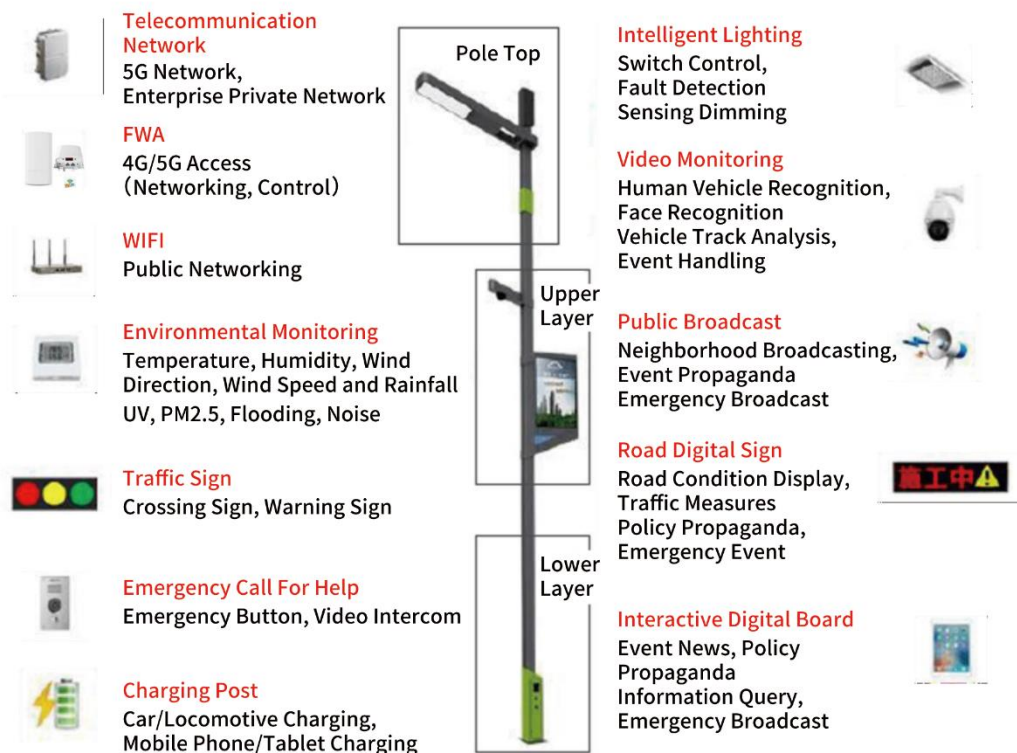 Telecommunication
Network
5G Network,
Enterprise Private Network
FWA
4G/5G Access
(Networking, Control)
WIFI
Public Networking
Environmental Monitoring
Temperature, Humidity, Wind
Direction, Wind Speed and Rainfall
UV, PM2.5, Flooding, Noise
Traffic Sign
Crossing Sign, Warning Sign
Emergency Call For Help
Emergency Button, Video Intercom
Charging Post
Car/Locomotive Charging,
Mobile Phone/Tablet Charging
Pole Top
Upper
Layer
Lower
Layer
Intelligent Lighting
Switch Control,
Fault Detection
Sensing Dimming
Video Monitoring
Human Vehicle Recognition,
Face Recognition
Vehicle Track Analysis,
Event Handling
Public Broadcast
Neighborhood Broadcasting,
Event Propaganda
Emergency Broadcast
Road Digital Sign
Road Condition Display,
Traffic Measures
Policy Propaganda,
Emergency Event
施工中
Interactive Digital Board
Event News, Policy
Propaganda
Information Query,
Emergency Broadcast